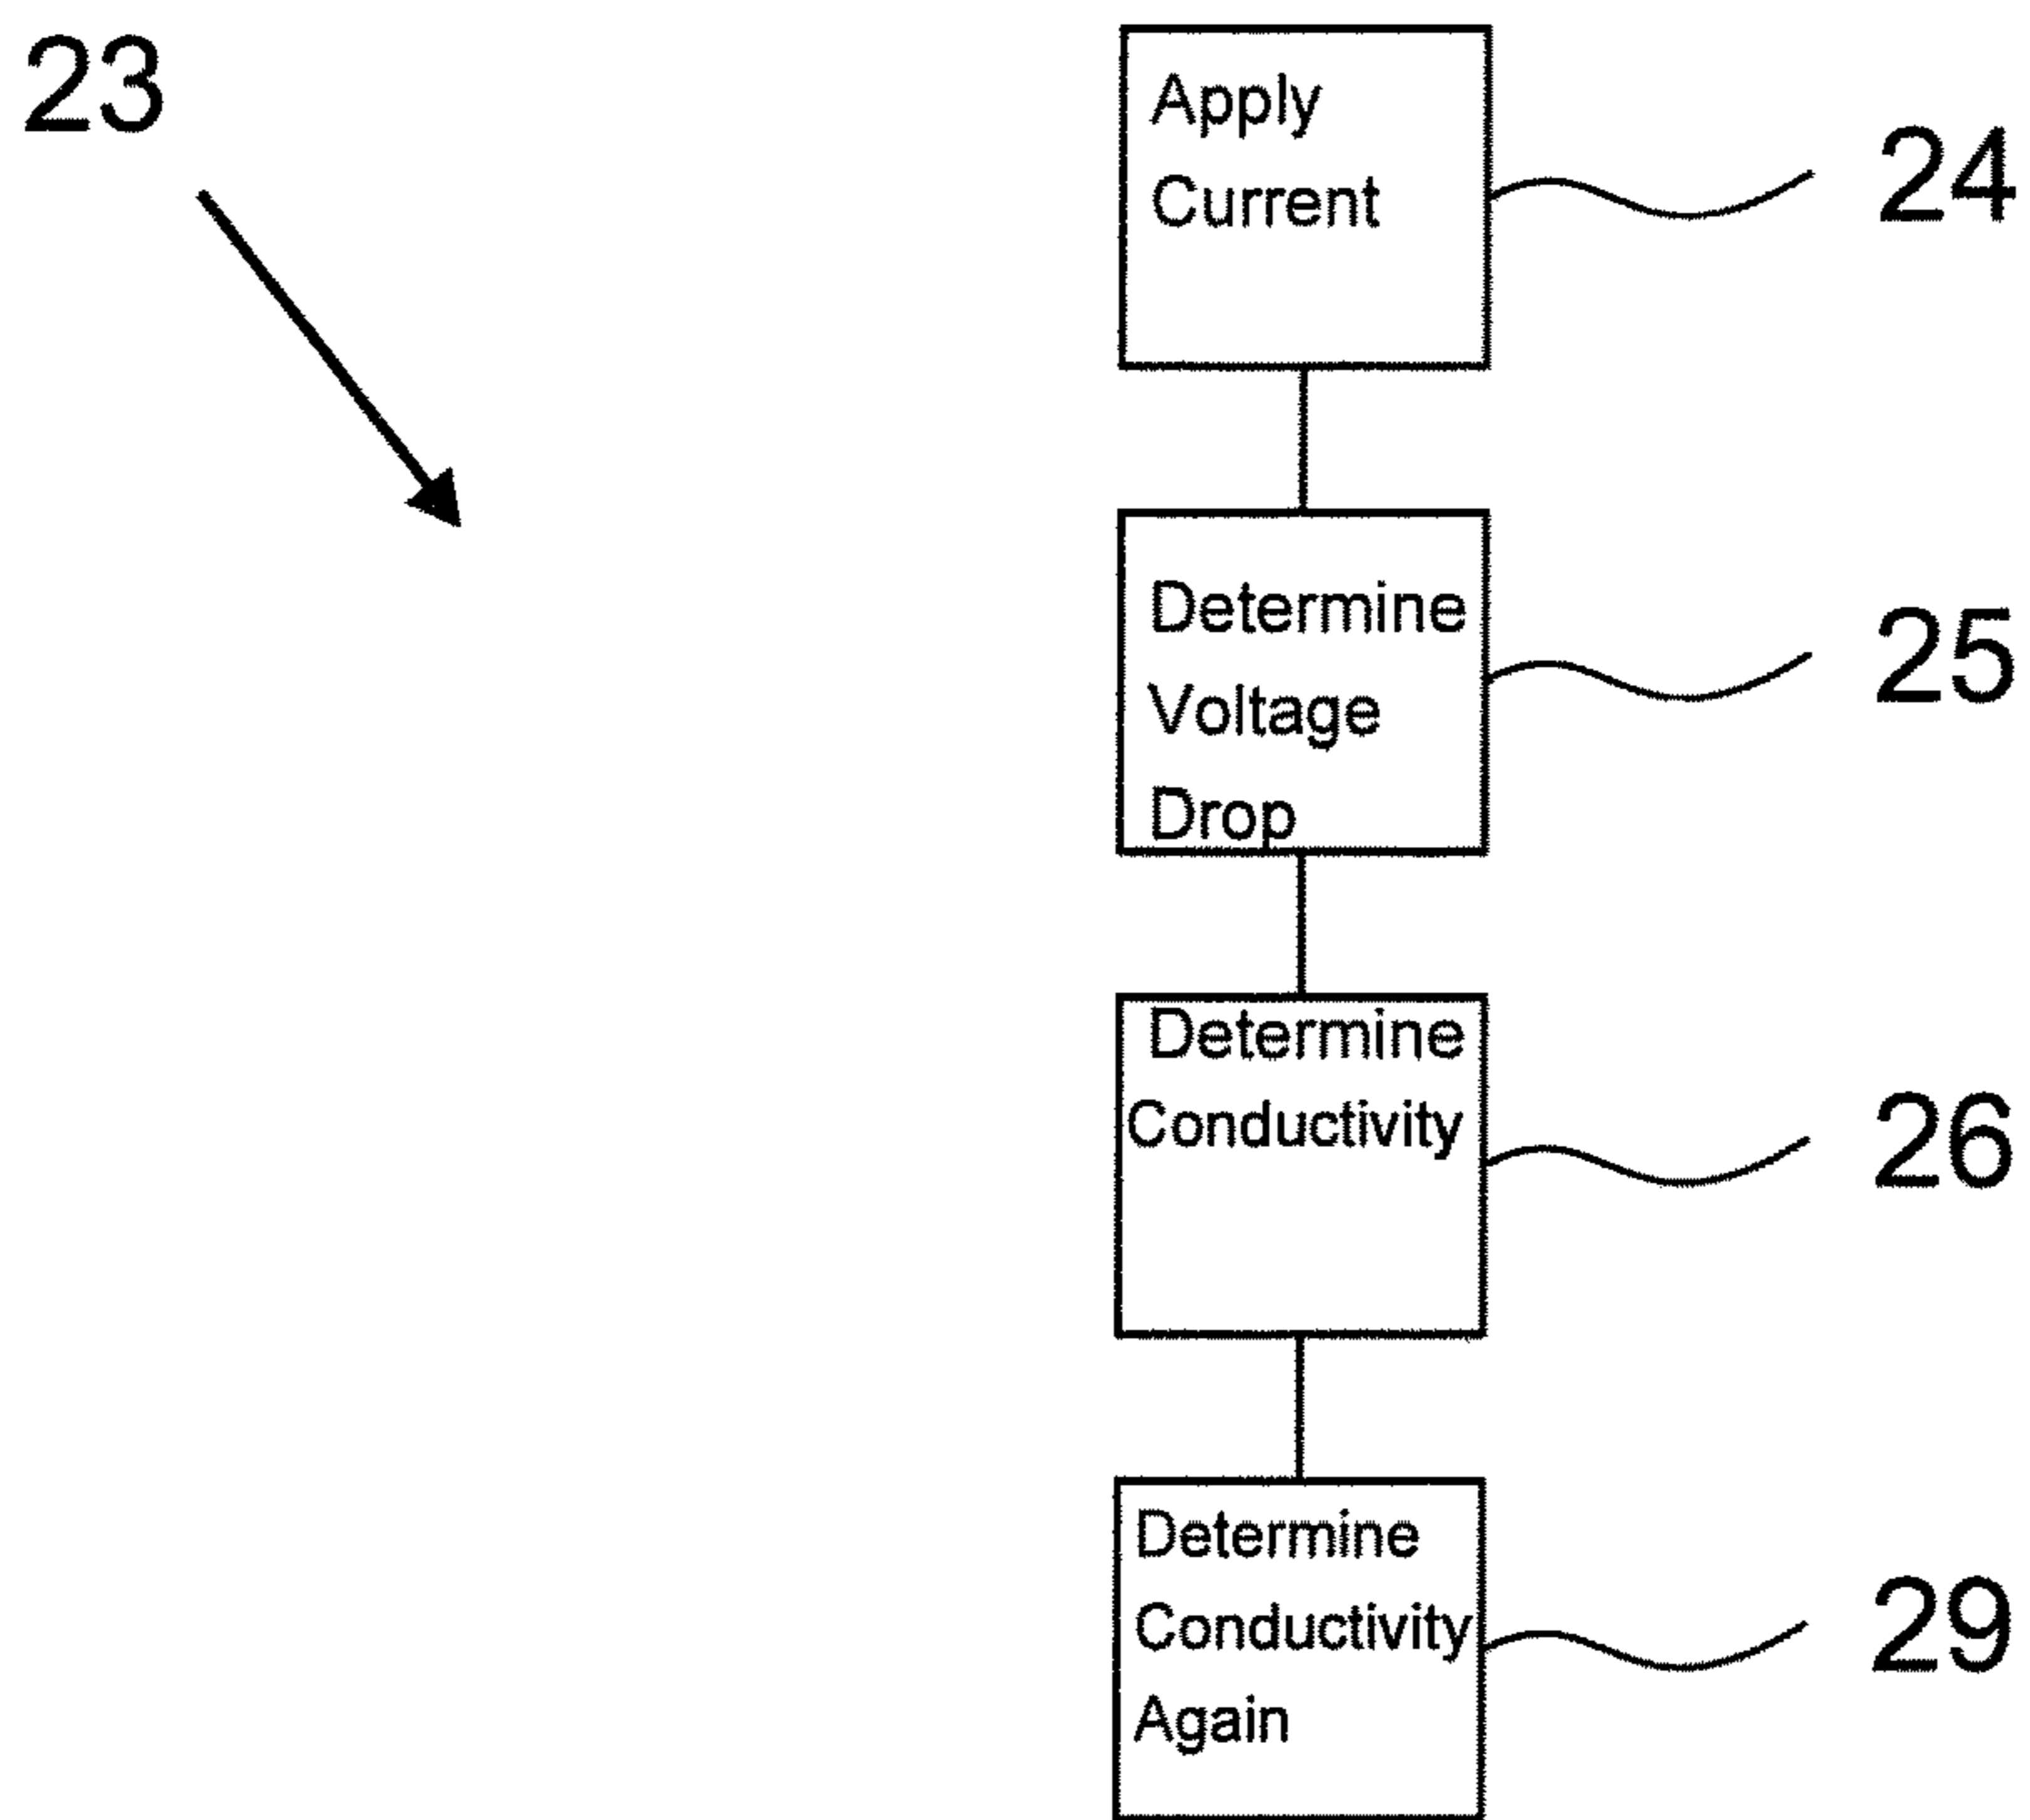 23
Apply
Current
24
Determine
Voltage
Drop
25
Determine
Conductivity
26
Determine
Conductivity
Again
29